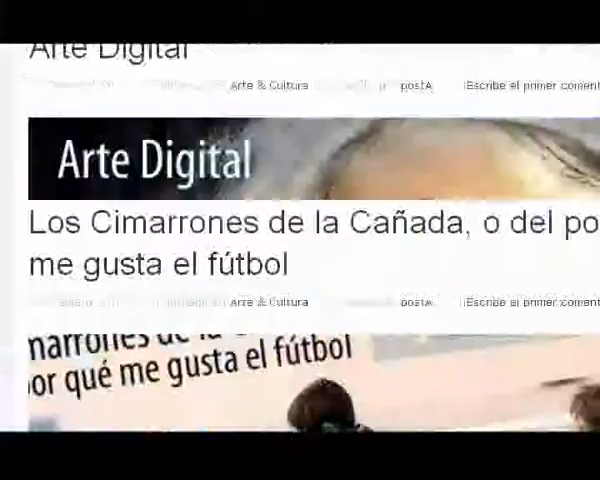 Arte Digital
Arte & Cultura postA Escribe el primer coment
Arte Digital
Los Cimarrones de la Cañada, o del po
me gusta el fútbol
Arte & Cultura postA Escribe el primer coment
marrones de la
or qué me gusta el fútbol